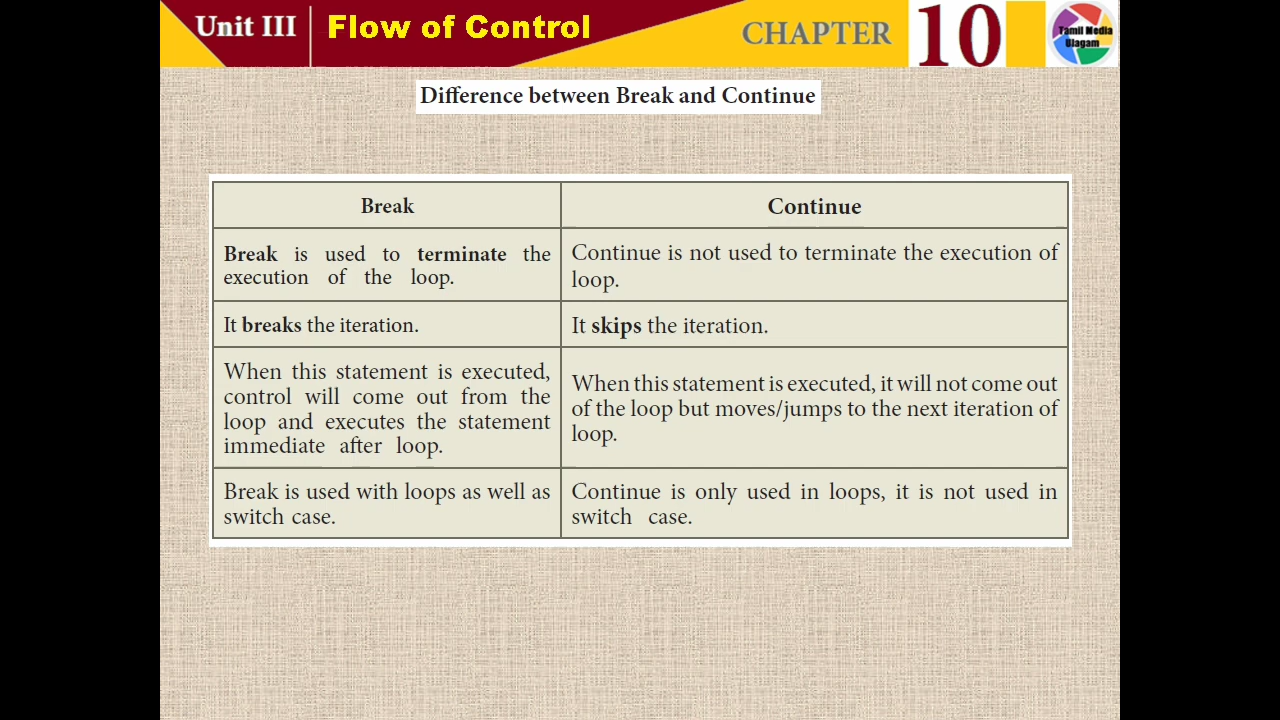 Unit III
Flow of Control
CHAPTER 10
Tamil Media
Ulagam
Difference between Break and Continue
Break
Continue
Break is used to terminate the
execution of the loop.
Continue is not used to terminate the execution of
loop.
It breaks the iteration.
It skips the iteration.
When this statement is executed,
control will come out from the
loop and executes the statement
immediate after loop.
When this statement is executed, it will not come out
of the loop but moves/jumps to the next iteration of
loop.
Break is used with loops as well as
switch case.
Continue is only used in loops, it is not used in
switch case.